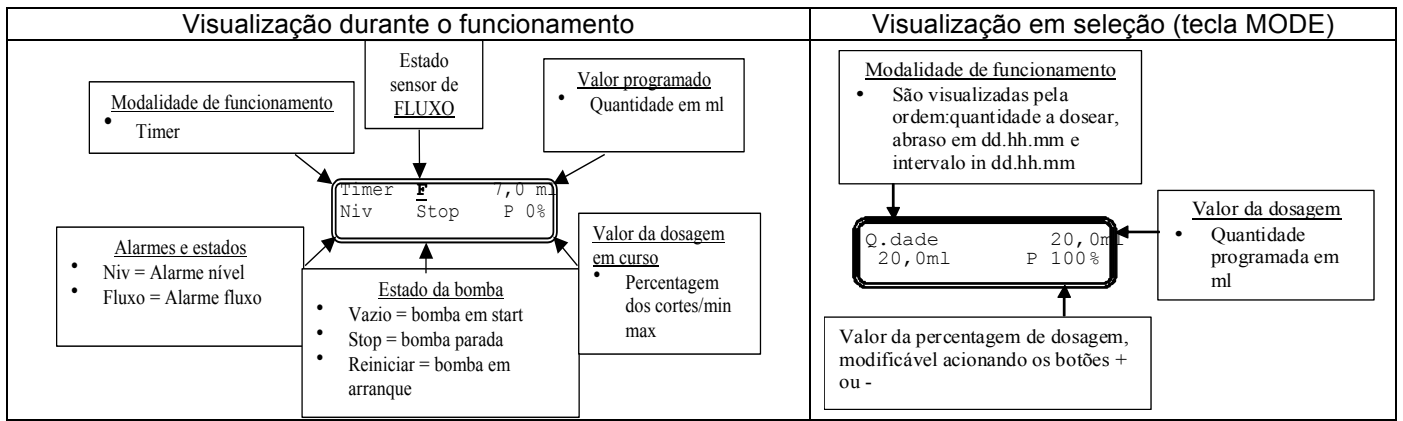 Visualização durante o funcionamento
Visualização em seleção (tecla MODE)
Modalidade de funcionamento
• Timer
Estado
sensor de
FLUXO
Valor programado
• Quantidade em ml
Timer F 7,0 ml
Niv Stop P 0%
Alarmes e estados
• Niv = Alarme nível
• Fluxo = Alarme fluxo
Estado da bomba
• Vazio = bomba em start
• Stop = bomba parada
• Reiniciar = bomba em
arranque
Valor da dosagem
em curso
• Percentagem
dos cortes/min
max
Modalidade de funcionamento
• São visualizadas pela
ordem:quantidade a dosear,
abraso em dd.hh.mm e
intervalo in dd.hh.mm
Q.dade 20,0ml
20,0ml P 100%
Valor da dosagem
• Quantidade
programada em
ml
Valor da percentagem de dosagem,
modificável acionando os botões +
ou -